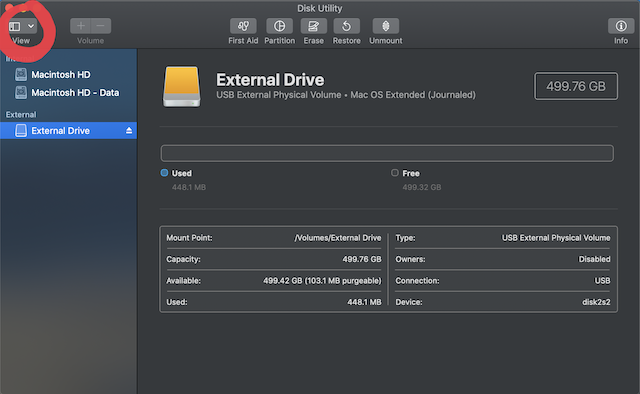 Disk Utility
View
Volume
First Aid
Partition
Erase
Restore
Unmount
Info
Macintosh HD
Macintosh HD - Data
External
External Drive
External Drive
USB External Physical Volume • Mac OS Extended (Journaled)
499.76 GB
Used
448.1 MB
Free
499.32 GB
Mount Point: /Volumes/External Drive
Capacity: 499.76 GB
Available: 499.42 GB (103.1 MB purgeable)
Used: 448.1 MB
Type: USB External Physical Volume
Owners: Disabled
Connection: USB
Device: disk2s2